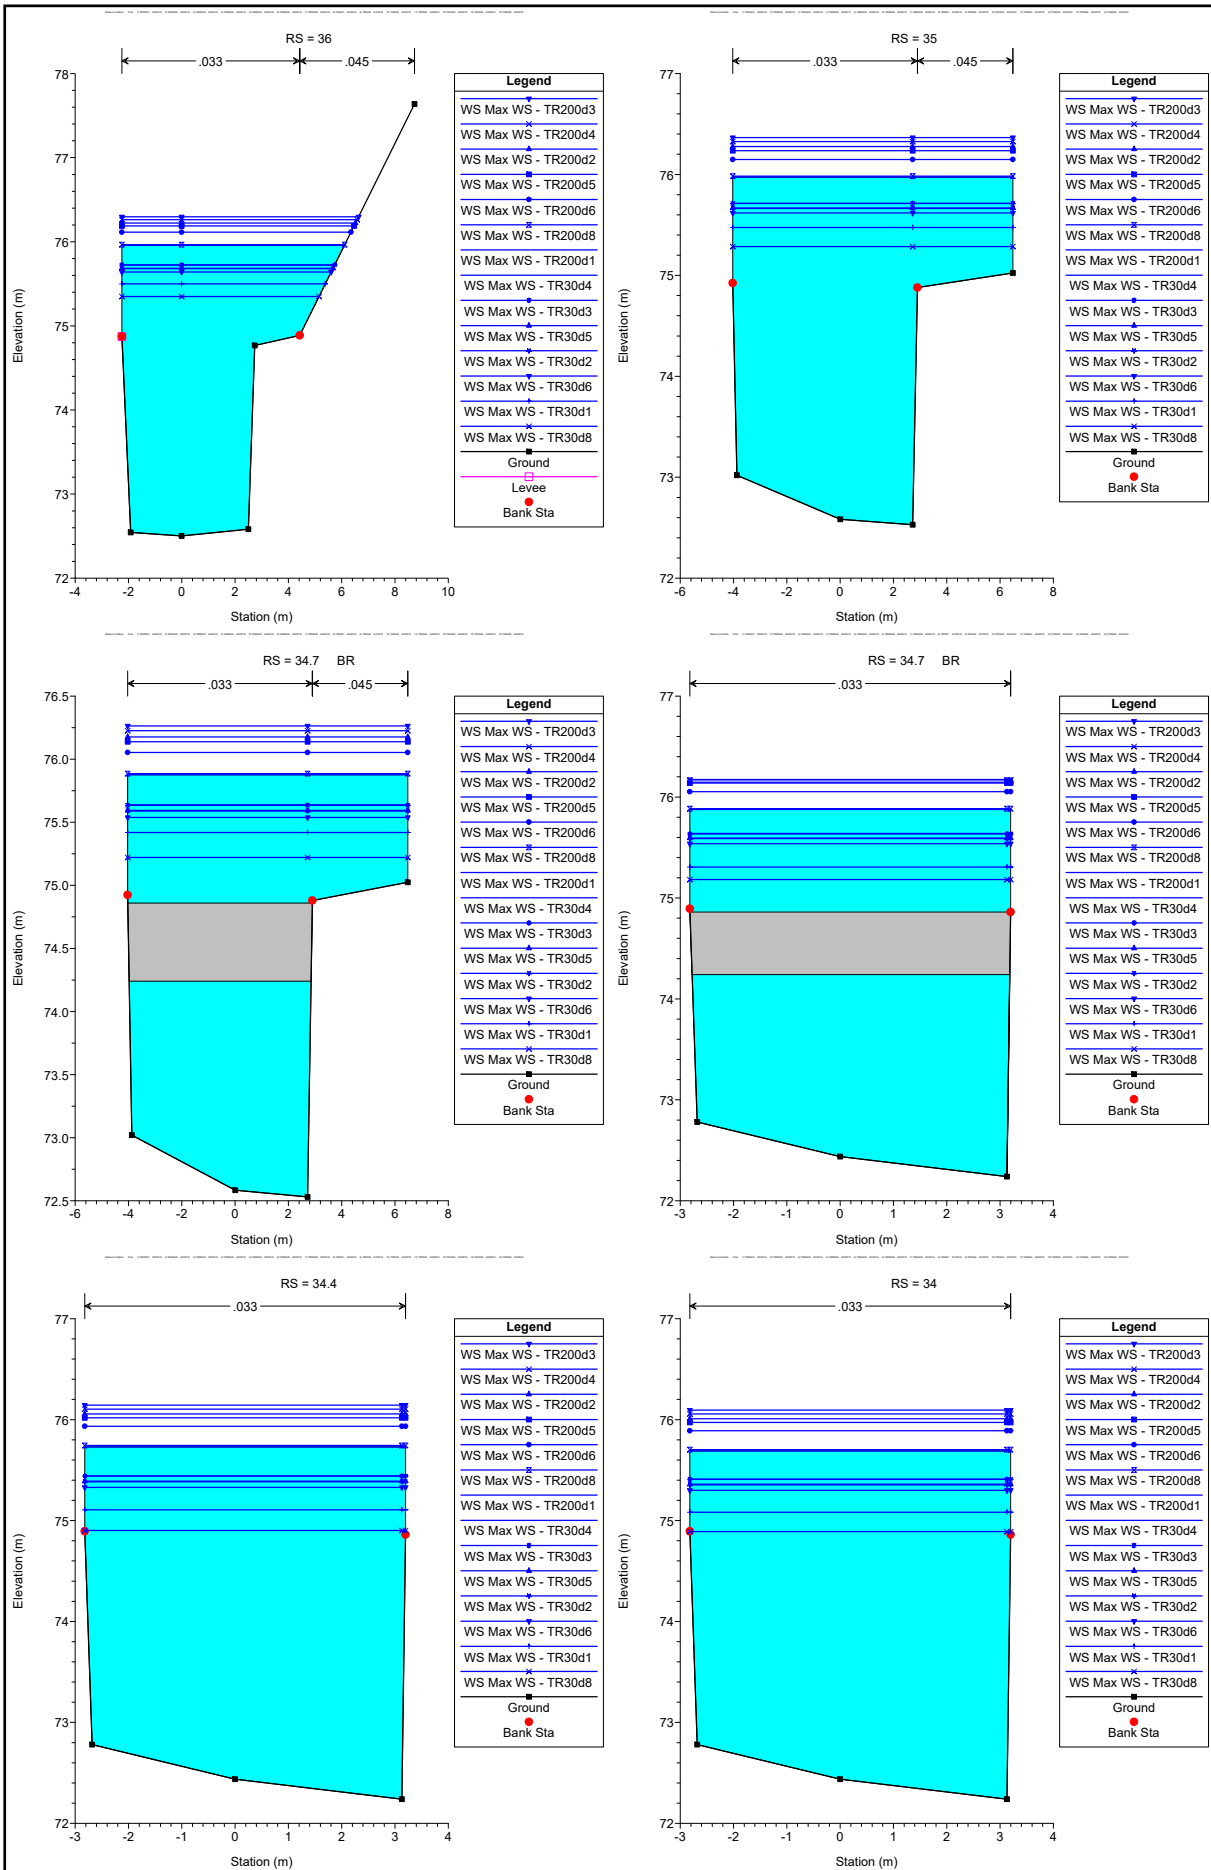 RS = 36
.033 .045
78
77
76
75
74
73
72
Elevation (m)
-4 -2 0 2 4 6 8 10
Station (m)
Legend
WS Max WS - TR200d3
WS Max WS - TR200d4
WS Max WS - TR200d2
WS Max WS - TR200d5
WS Max WS - TR200d6
WS Max WS - TR200d8
WS Max WS - TR200d1
WS Max WS - TR30d4
WS Max WS - TR30d3
WS Max WS - TR30d5
WS Max WS - TR30d2
WS Max WS - TR30d6
WS Max WS - TR30d1
WS Max WS - TR30d8
Ground
Levee
Bank Sta
RS = 35
.033 .045
77
76
75
74
73
72
Elevation (m)
-6 -4 -2 0 2 4 6 8
Station (m)
Legend
WS Max WS - TR200d3
WS Max WS - TR200d4
WS Max WS - TR200d2
WS Max WS - TR200d5
WS Max WS - TR200d6
WS Max WS - TR200d8
WS Max WS - TR200d1
WS Max WS - TR30d4
WS Max WS - TR30d3
WS Max WS - TR30d5
WS Max WS - TR30d2
WS Max WS - TR30d6
WS Max WS - TR30d1
WS Max WS - TR30d8
Ground
Bank Sta
RS = 34.7 BR
.033 .045
76.5
76.0
75.5
75.0
74.5
74.0
73.5
73.0
72.5
Elevation (m)
-6 -4 -2 0 2 4 6 8
Station (m)
Legend
WS Max WS - TR200d3
WS Max WS - TR200d4
WS Max WS - TR200d2
WS Max WS - TR200d5
WS Max WS - TR200d6
WS Max WS - TR200d8
WS Max WS - TR200d1
WS Max WS - TR30d4
WS Max WS - TR30d3
WS Max WS - TR30d5
WS Max WS - TR30d2
WS Max WS - TR30d6
WS Max WS - TR30d1
WS Max WS - TR30d8
Ground
Bank Sta
RS = 34.7 BR
.033
77
76
75
74
73
72
Elevation (m)
-3 -2 -1 0 1 2 3 4
Station (m)
Legend
WS Max WS - TR200d3
WS Max WS - TR200d4
WS Max WS - TR200d2
WS Max WS - TR200d5
WS Max WS - TR200d6
WS Max WS - TR200d8
WS Max WS - TR200d1
WS Max WS - TR30d4
WS Max WS - TR30d3
WS Max WS - TR30d5
WS Max WS - TR30d2
WS Max WS - TR30d6
WS Max WS - TR30d1
WS Max WS - TR30d8
Ground
Bank Sta
RS = 34.4
.033
77
76
75
74
73
72
Elevation (m)
-3 -2 -1 0 1 2 3 4
Station (m)
Legend
WS Max WS - TR200d3
WS Max WS - TR200d4
WS Max WS - TR200d2
WS Max WS - TR200d5
WS Max WS - TR200d6
WS Max WS - TR200d8
WS Max WS - TR200d1
WS Max WS - TR30d4
WS Max WS - TR30d3
WS Max WS - TR30d5
WS Max WS - TR30d2
WS Max WS - TR30d6
WS Max WS - TR30d1
WS Max WS - TR30d8
Ground
Bank Sta
RS = 34
.033
77
76
75
74
73
72
Elevation (m)
-3 -2 -1 0 1 2 3 4
Station (m)
Legend
WS Max WS - TR200d3
WS Max WS - TR200d4
WS Max WS - TR200d2
WS Max WS - TR200d5
WS Max WS - TR200d6
WS Max WS - TR200d8
WS Max WS - TR200d1
WS Max WS - TR30d4
WS Max WS - TR30d3
WS Max WS - TR30d5
WS Max WS - TR30d2
WS Max WS - TR30d6
WS Max WS - TR30d1
WS Max WS - TR30d8
Ground
Bank Sta